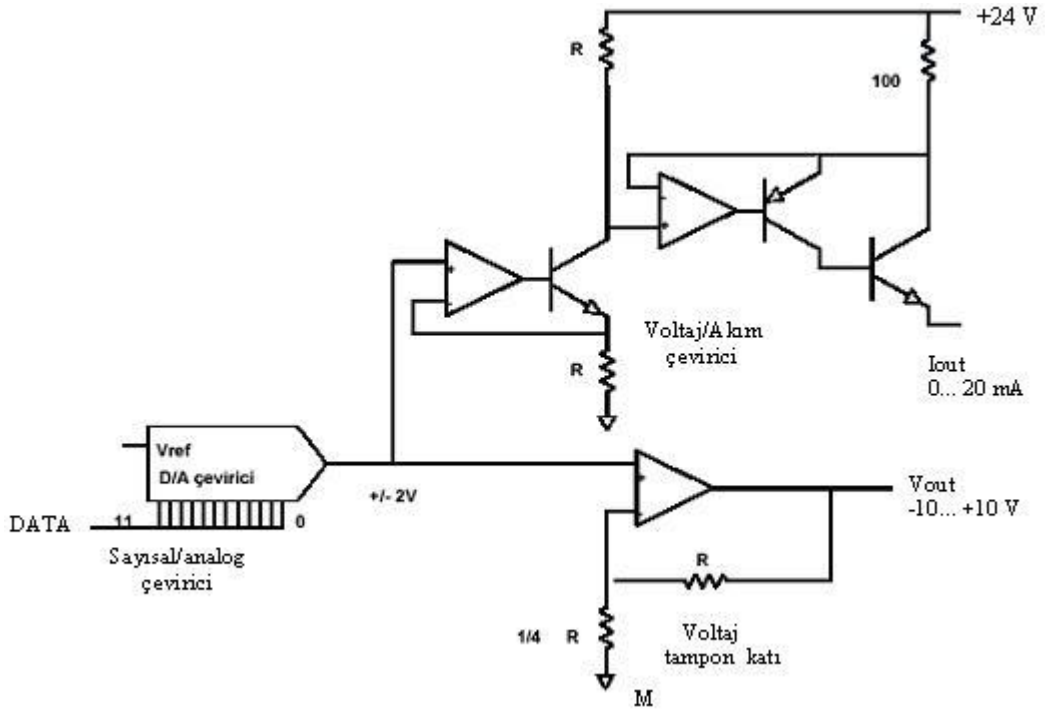 +24 V
R
100
-
+
+
-
Voltaj/Akım
çevirici
R
Iout
0... 20 mA
Vref
D/A çevirici
+/- 2V
+
-
Vout
-10... +10 V
DATA
11
0
Sayısal/analog
çevirici
R
1/4 R
Voltaj
tampon katı
M